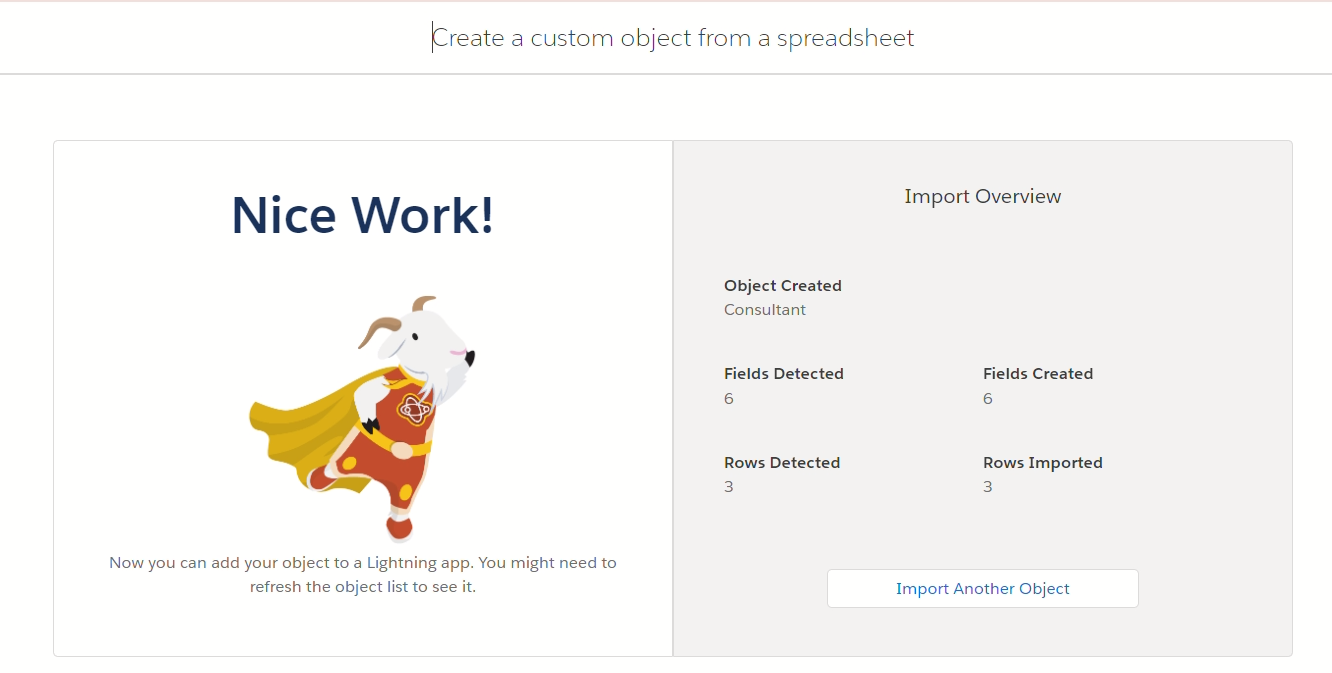 Create a custom object from a spreadsheet
Nice Work!
Now you can add your object to a Lightning app. You might need to
refresh the object list to see it.
Import Overview
Object Created
Consultant
Fields Detected
6
Fields Created
6
Rows Detected
3
Rows Imported
3
Import Another Object